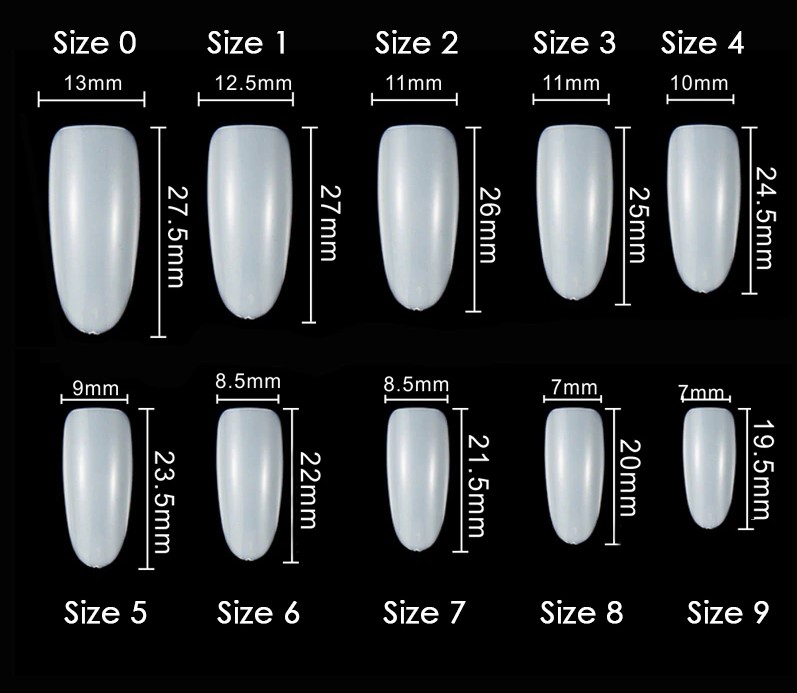 Size 0
Size 1
Size 2
Size 3
Size 4
13mm
12.5mm
11mm
11mm
10mm
27.5mm
27mm
26mm
25mm
24.5mm
9mm
8.5mm
8.5mm
7mm
7mm
23.5mm
22mm
21.5mm
20mm
19.5mm
Size 5
Size 6
Size 7
Size 8
Size 9